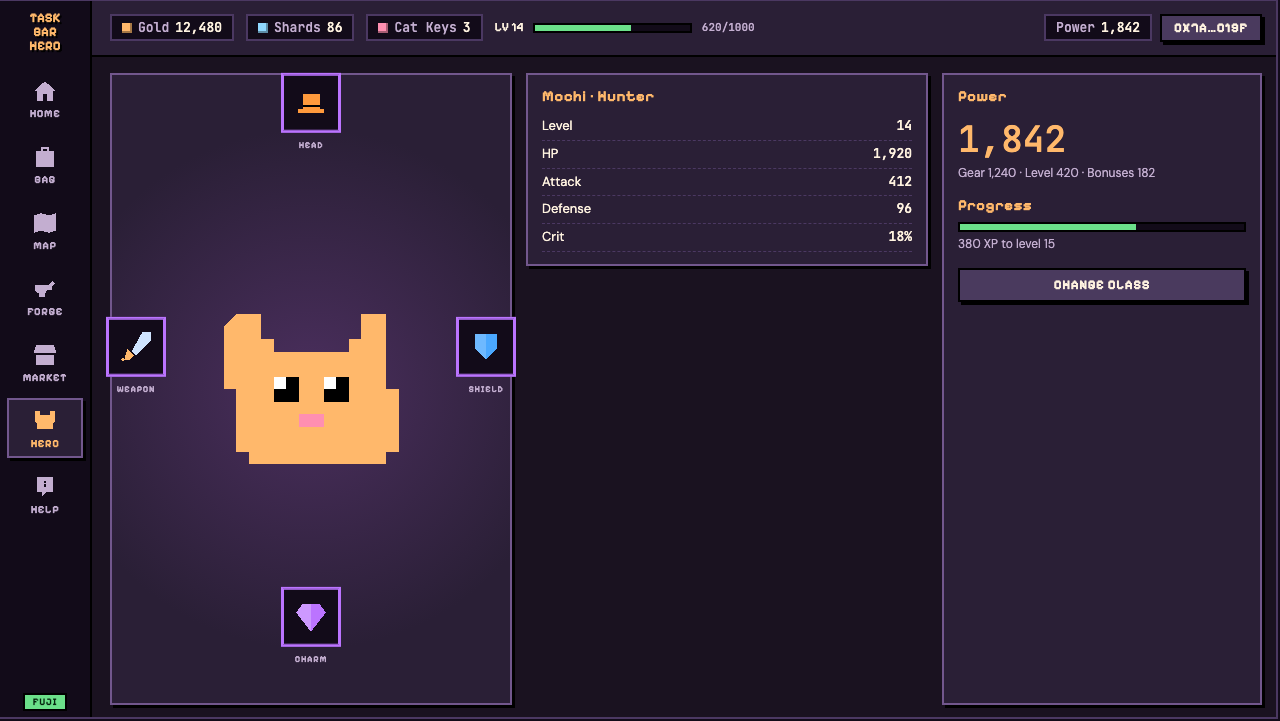 TASK
BAR
HERO
Gold 12,480
Shards 86
Cat Keys 3
LV 14
620/1000
Power 1,842
0X7A…019F
HOME
BAG
MAP
FORGE
MARKET
HERO
HELP
FUJI
HEAD
WEAPON
SHIELD
CHARM
Mochi · Hunter
Level 14
HP 1,920
Attack 412
Defense 96
Crit 18%
Power
1,842
Gear 1,240 · Level 420 · Bonuses 182
Progress
380 XP to level 15
CHANGE CLASS